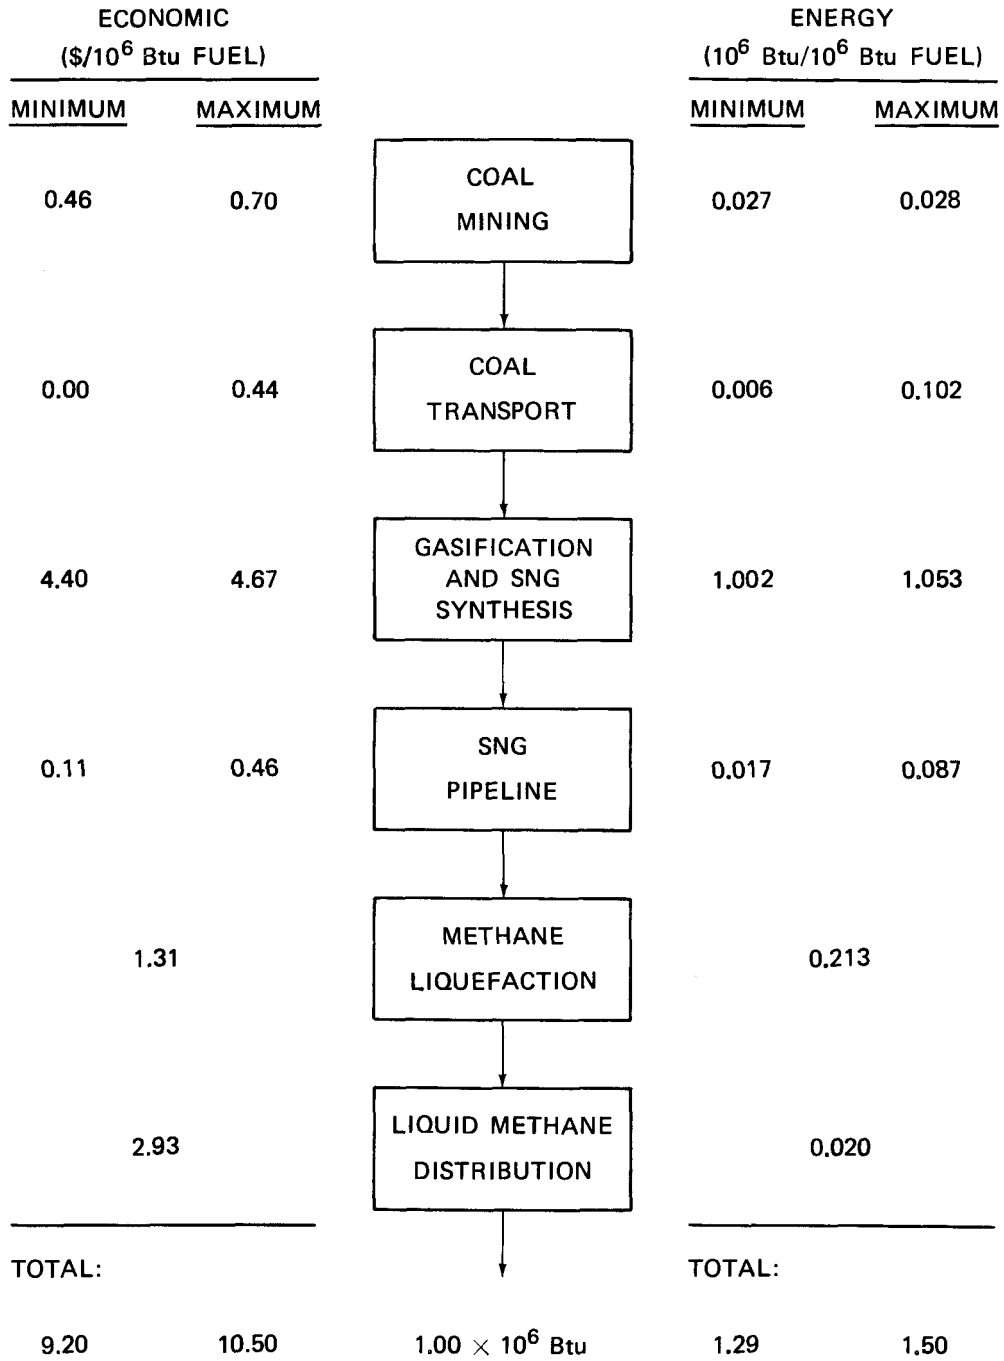 ECONOMIC
($/10⁶ Btu FUEL)
MINIMUM MAXIMUM
ENERGY
(10⁶ Btu/10⁶ Btu FUEL)
MINIMUM MAXIMUM
0.46 0.70
COAL
MINING
0.027 0.028
0.00 0.44
COAL
TRANSPORT
0.006 0.102
4.40 4.67
GASIFICATION
AND SNG
SYNTHESIS
1.002 1.053
0.11 0.46
SNG
PIPELINE
0.017 0.087
1.31
METHANE
LIQUEFACTION
0.213
2.93
LIQUID METHANE
DISTRIBUTION
0.020
TOTAL:
TOTAL:
9.20 10.50 1.00 × 10⁶ Btu 1.29 1.50